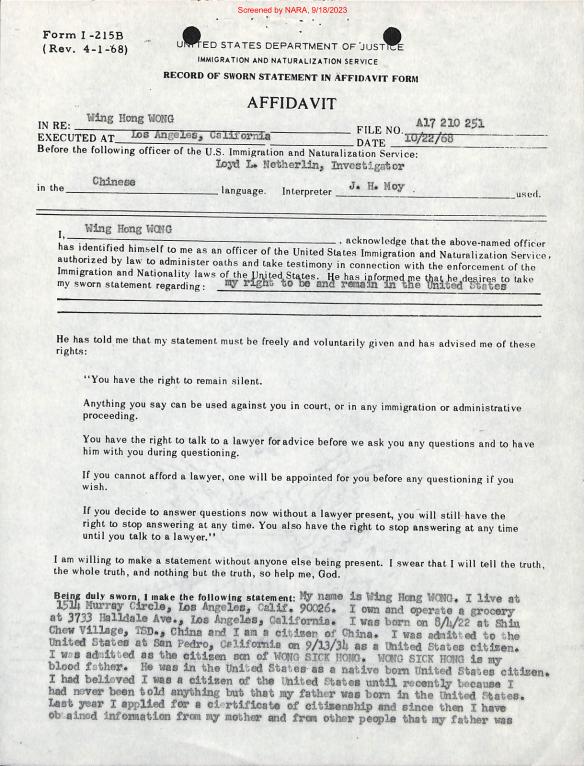 Screened by NARA, 9/18/2023
Form I-215B
(Rev. 4-1-68)
UNITED STATES DEPARTMENT OF JUSTICE
IMMIGRATION AND NATURALIZATION SERVICE
RECORD OF SWORN STATEMENT IN AFFIDAVIT FORM
AFFIDAVIT
IN RE: Wing Hong WONG FILE NO. A17 210 251
EXECUTED AT Los Angeles, California DATE 10/22/68
Before the following officer of the U.S. Immigration and Naturalization Service:
Loyd L. Netherlin, Investigator
in the Chinese language. Interpreter J. H. Moy used.
I, Wing Hong WONG, acknowledge that the above-named officer
has identified himself to me as an officer of the United States Immigration and Naturalization Service,
authorized by law to administer oaths and take testimony in connection with the enforcement of the
Immigration and Nationality laws of the United States. He has informed me that he desires to take
my sworn statement regarding: my right to be and remain in the United States
He has told me that my statement must be freely and voluntarily given and has advised me of these
rights:
"You have the right to remain silent.
Anything you say can be used against you in court, or in any immigration or administrative
proceeding.
You have the right to talk to a lawyer for advice before we ask you any questions and to have
him with you during questioning.
If you cannot afford a lawyer, one will be appointed for you before any questioning if you
wish.
If you decide to answer questions now without a lawyer present, you will still have the
right to stop answering at any time. You also have the right to stop answering at any time
until you talk to a lawyer."
I am willing to make a statement without anyone else being present. I swear that I will tell the truth,
the whole truth, and nothing but the truth, so help me, God.
Being duly sworn, I make the following statement: My name is Wing Hong WONG. I live at
1514 Murray Circle, Los Angeles, Calif. 90026. I own and operate a grocery
at 3733 Halldale Ave., Los Angeles, California. I was born on 8/4/22 at Shiu
Chew Village, TSD., China and I am a citizen of China. I was admitted to the
United States at San Pedro, California on 9/13/34 as a United States citizen.
I was admitted as the citizen son of WONG SICK HONG. WONG SICK HONG is my
blood father. He was in the United States as a native born United States citizen.
I had believed I was a citizen of the United States until recently because I
had never been told anything but that my father was born in the United States.
Last year I applied for a certificate of citizenship and since then I have
obtained information from my mother and from other people that my father was